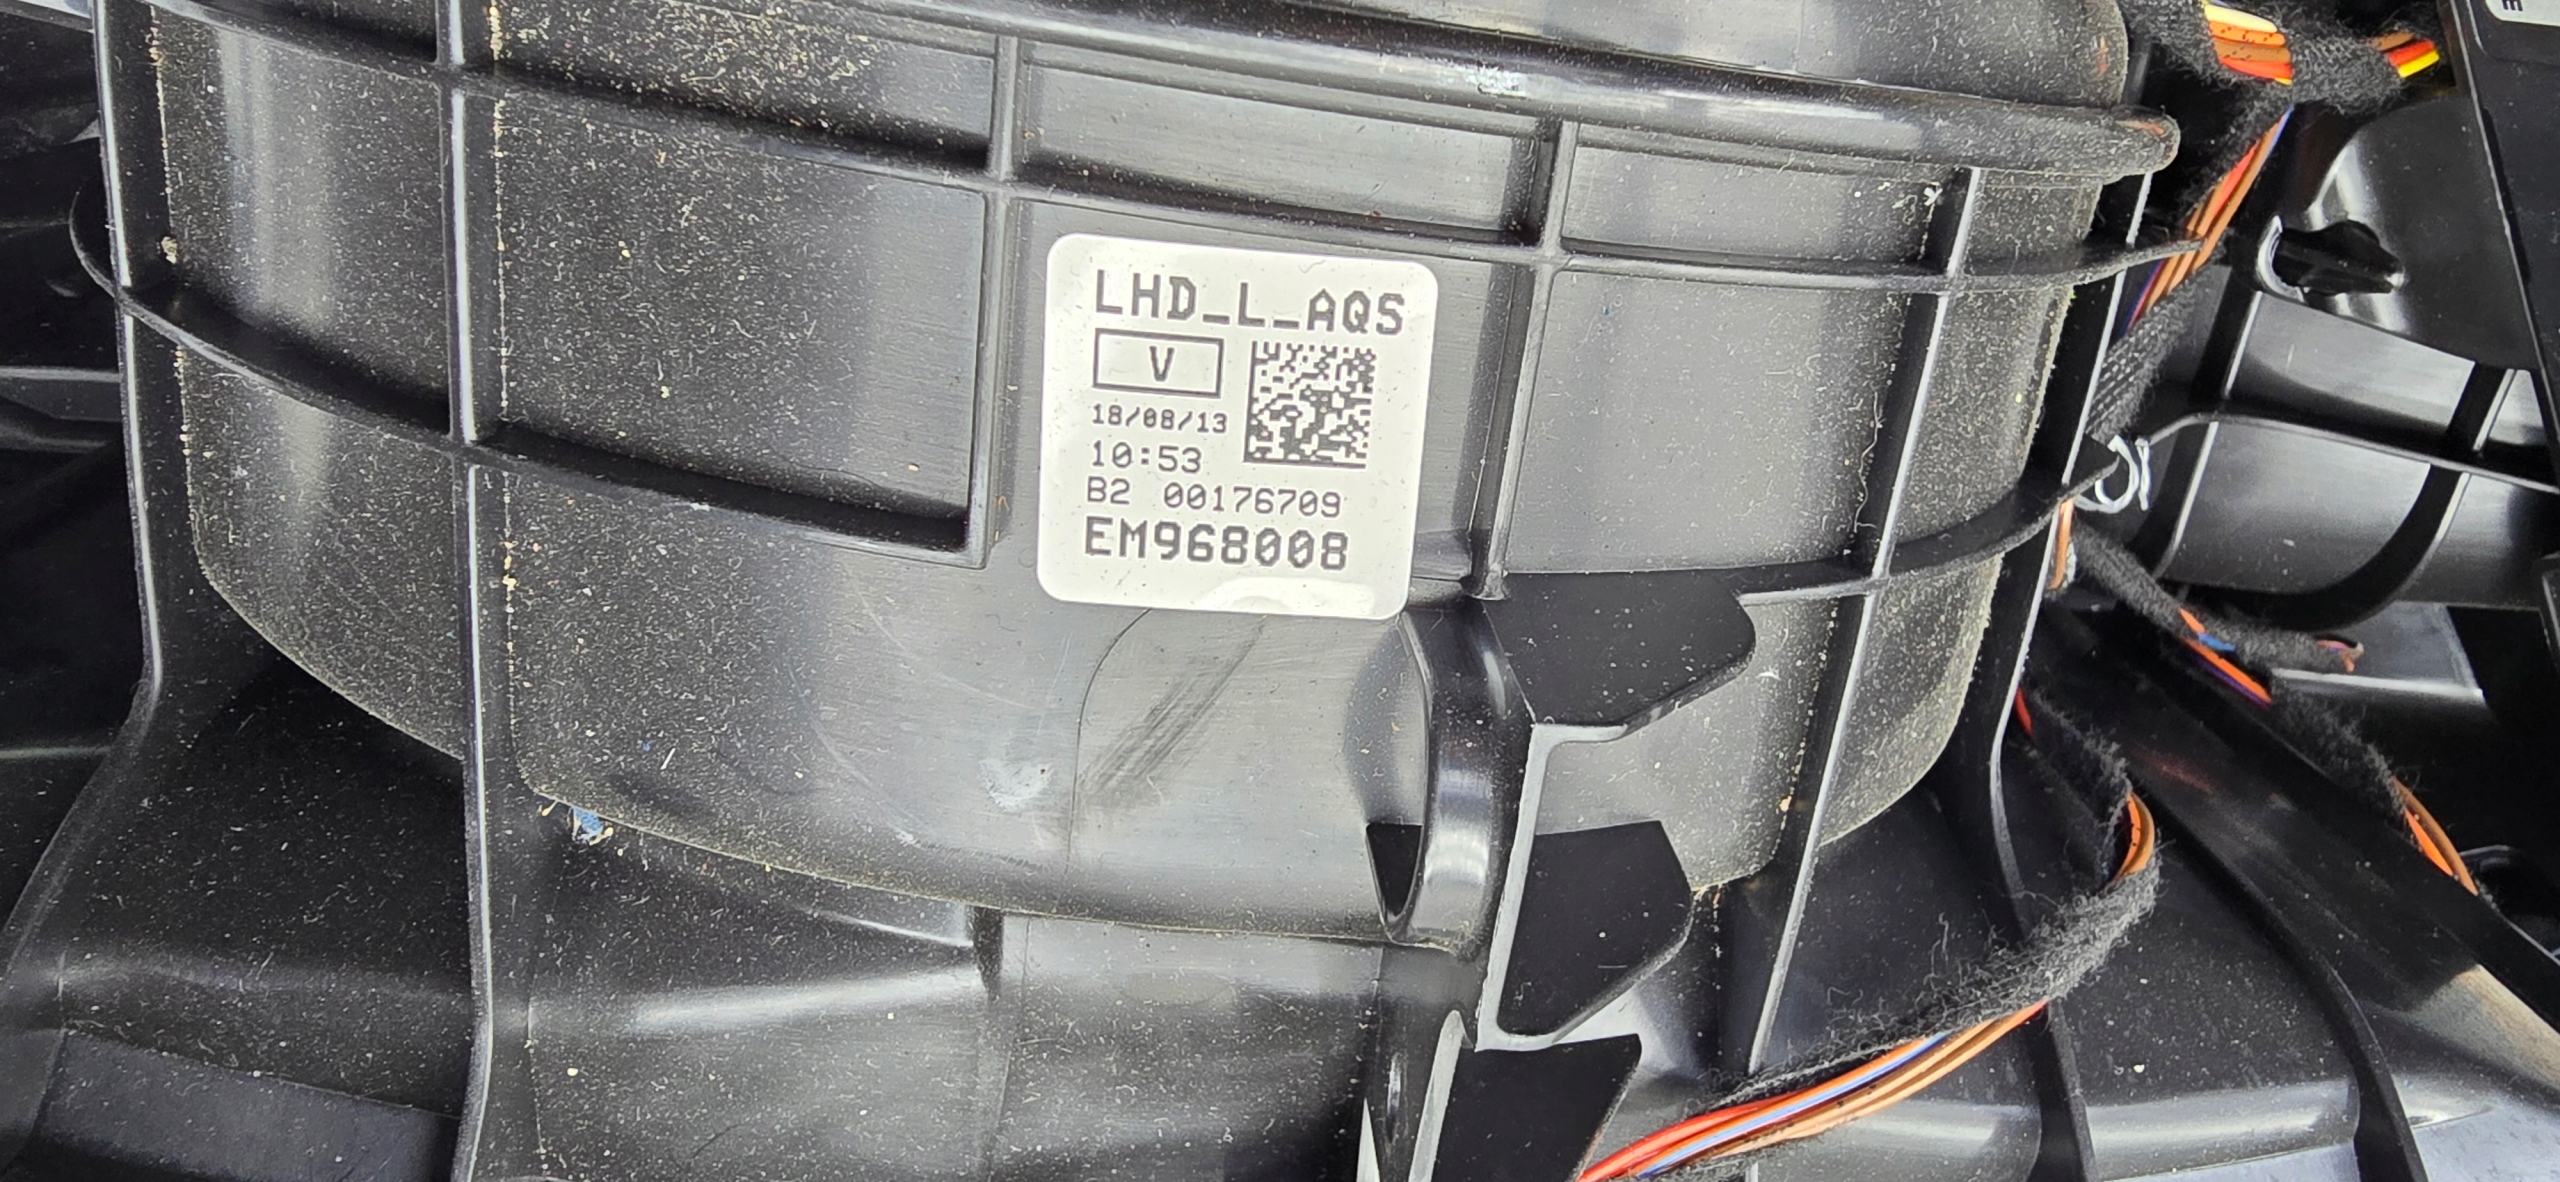 LHD_L_AQS
V
18/08/13
10:53
B2 00176709
EM968008